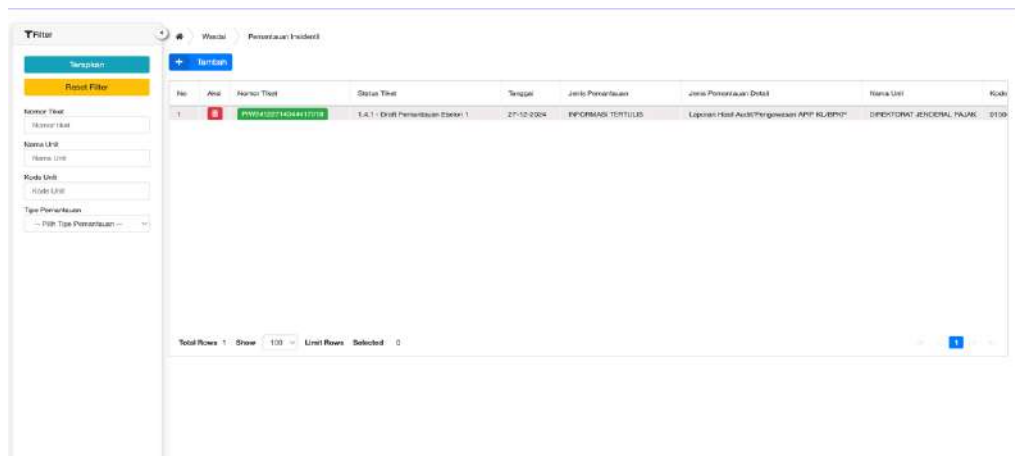 Filter
Terapkan
Reset Filter
Nomor Tiket
Nomor Tiket
Nama Unit
Nama Unit
Kode Unit
Kode Unit
Tipe Pemantauan
-- Pilih Tipe Pemantauan --
Wasdal Pemantauan Insidentil
+ Tambah
No Aksi Nomor Tiket Status Tiket Tanggal Jenis Pemantauan Jenis Pemantauan Detail Nama Unit Kode
1 1.4.1 - Draft Pemantauan Eselon 1 27-12-2024 INFORMASI TERTULIS Laporan Hasil Audit/Pengawasan APIP KL/BPKP DIREKTORAT JENDERAL PAJAK
Total Rows 1 Show 100 Limit Rows Selected 0
1